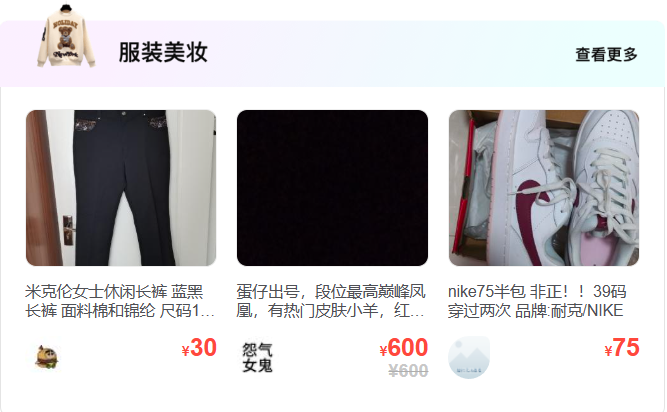 服装美妆
查看更多
米克伦女士休闲长裤 蓝黑
长裤 面料棉和锦纶 尺码1...
蛋仔出号，段位最高巅峰凤
凰，有热门皮肤小羊，红...
nike75半包 非正！！39码
穿过两次 品牌:耐克/NIKE
¥30
怨气
女鬼
¥600
¥600
¥75